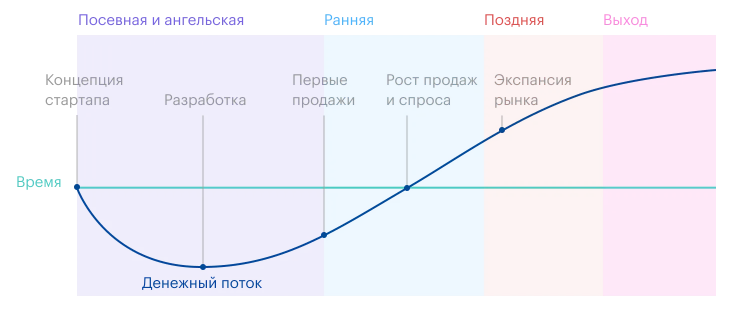 Посевная и ангельская
Ранняя
Поздняя
Выход
Концепция
стартапа
Разработка
Первые
продажи
Рост продаж
и спроса
Экспансия
рынка
Время
Денежный поток